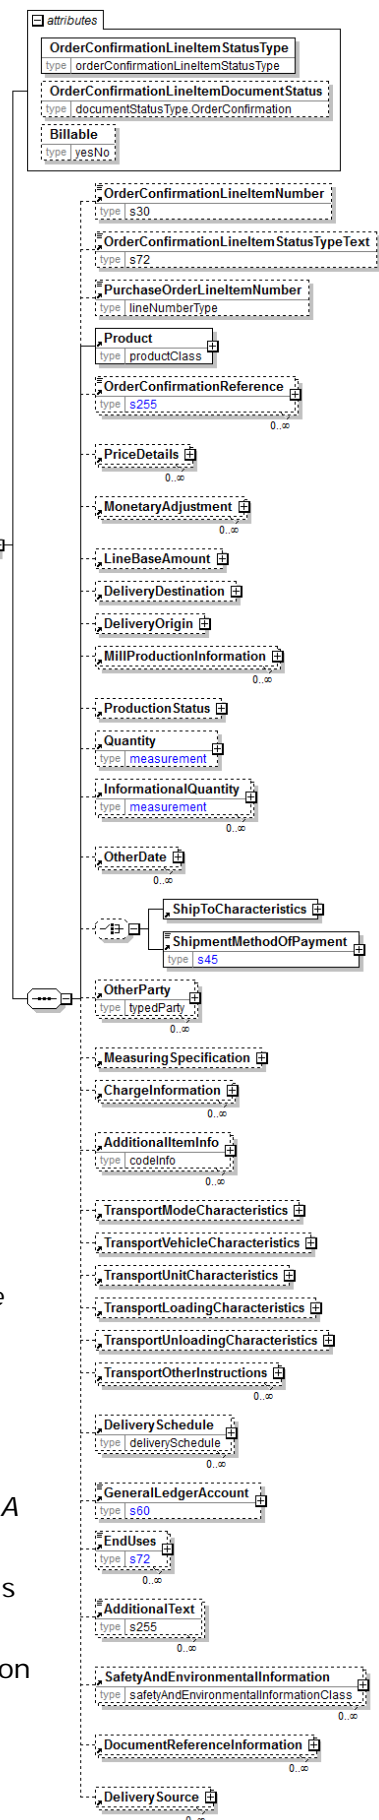 attributes
OrderConfirmationLineItemStatusType
type orderConfirmationLineItemStatusType
OrderConfirmationLineItemDocumentStatus
type documentStatusType.OrderConfirmation
Billable
type yesNo
OrderConfirmationLineItemNumber
type s30
OrderConfirmationLineItemStatusTypeText
type s72
PurchaseOrderLineItemNumber
type lineNumberType
Product
type productClass
OrderConfirmationReference
type s255
0..∞
PriceDetails
0..∞
MonetaryAdjustment
0..∞
LineBaseAmount
DeliveryDestination
DeliveryOrigin
MillProductionInformation
0..∞
ProductionStatus
Quantity
type measurement
InformationalQuantity
type measurement
0..∞
OtherDate
0..∞
ShipToCharacteristics
ShipmentMethodOfPayment
type s45
OtherParty
type typedParty
0..∞
MeasuringSpecification
ChargeInformation
0..∞
AdditionalItemInfo
type codeInfo
0..∞
TransportModeCharacteristics
TransportVehicleCharacteristics
TransportUnitCharacteristics
e
TransportLoadingCharacteristics
TransportUnloadingCharacteristics
TransportOtherInstructions
0..∞
DeliverySchedule
type deliverySchedule
0..∞
GeneralLedgerAccount
A
type s60
EndUses
type s72
0..∞
s
AdditionalText
type s255
0..∞
on
SafetyAndEnvironmentalInformation
type safetyAndEnvironmentalInformationClass
0..∞
DocumentReferenceInformation
0..∞
DeliverySource
0..∞